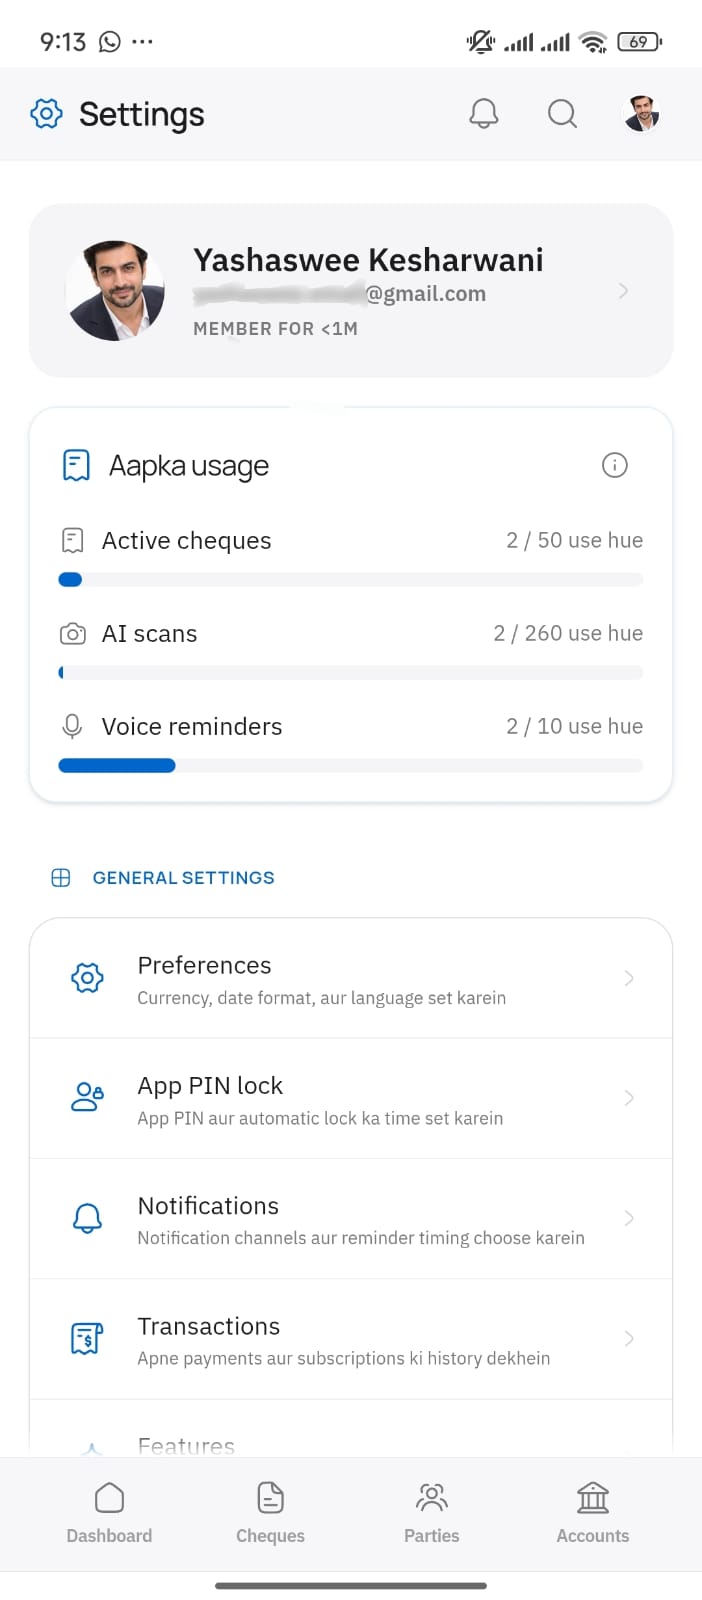 9:13
69
Settings
Yashaswee Kesharwani
@gmail.com
MEMBER FOR <1M
Aapka usage
Active cheques 2 / 50 use hue
AI scans 2 / 260 use hue
Voice reminders 2 / 10 use hue
GENERAL SETTINGS
Preferences
Currency, date format, aur language set karein
App PIN lock
App PIN aur automatic lock ka time set karein
Notifications
Notification channels aur reminder timing choose karein
Transactions
Apne payments aur subscriptions ki history dekhein
Features
Dashboard Cheques Parties Accounts